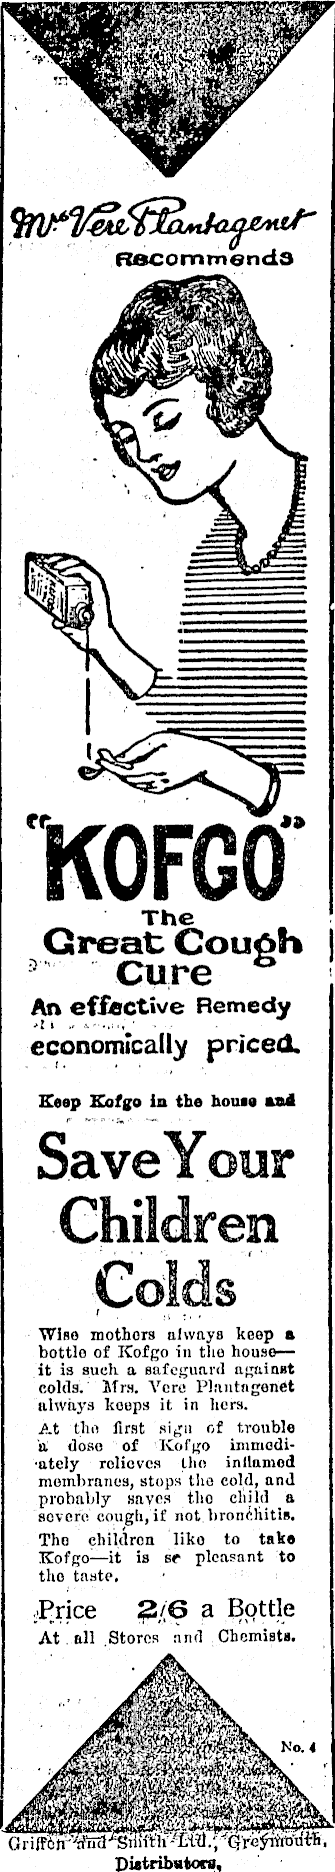 Mrs Vere Plantagenet
Recommends
"KOFGO"
The
Great Cough
Cure
An effective Remedy
economically priced.
Keep Kofgo in the house and
Save Your
Children
Colds
Wise mothers always keep a
bottle of Kofgo in the house—
it is such a safeguard against
colds. Mrs. Vere Plantagenet
always keeps it in hers.
At the first sign of trouble
a dose of Kofgo immedi-
ately relieves the inflamed
membranes, stops the cold, and
probably saves the child a
severe cough, if not bronchitis.
The children like to take
Kofgo—it is so pleasant to
the taste.
Price 2/6 a Bottle
At all Stores and Chemists.
No. 4
Griffen and Smith Ltd., Greymouth,
Distributors,